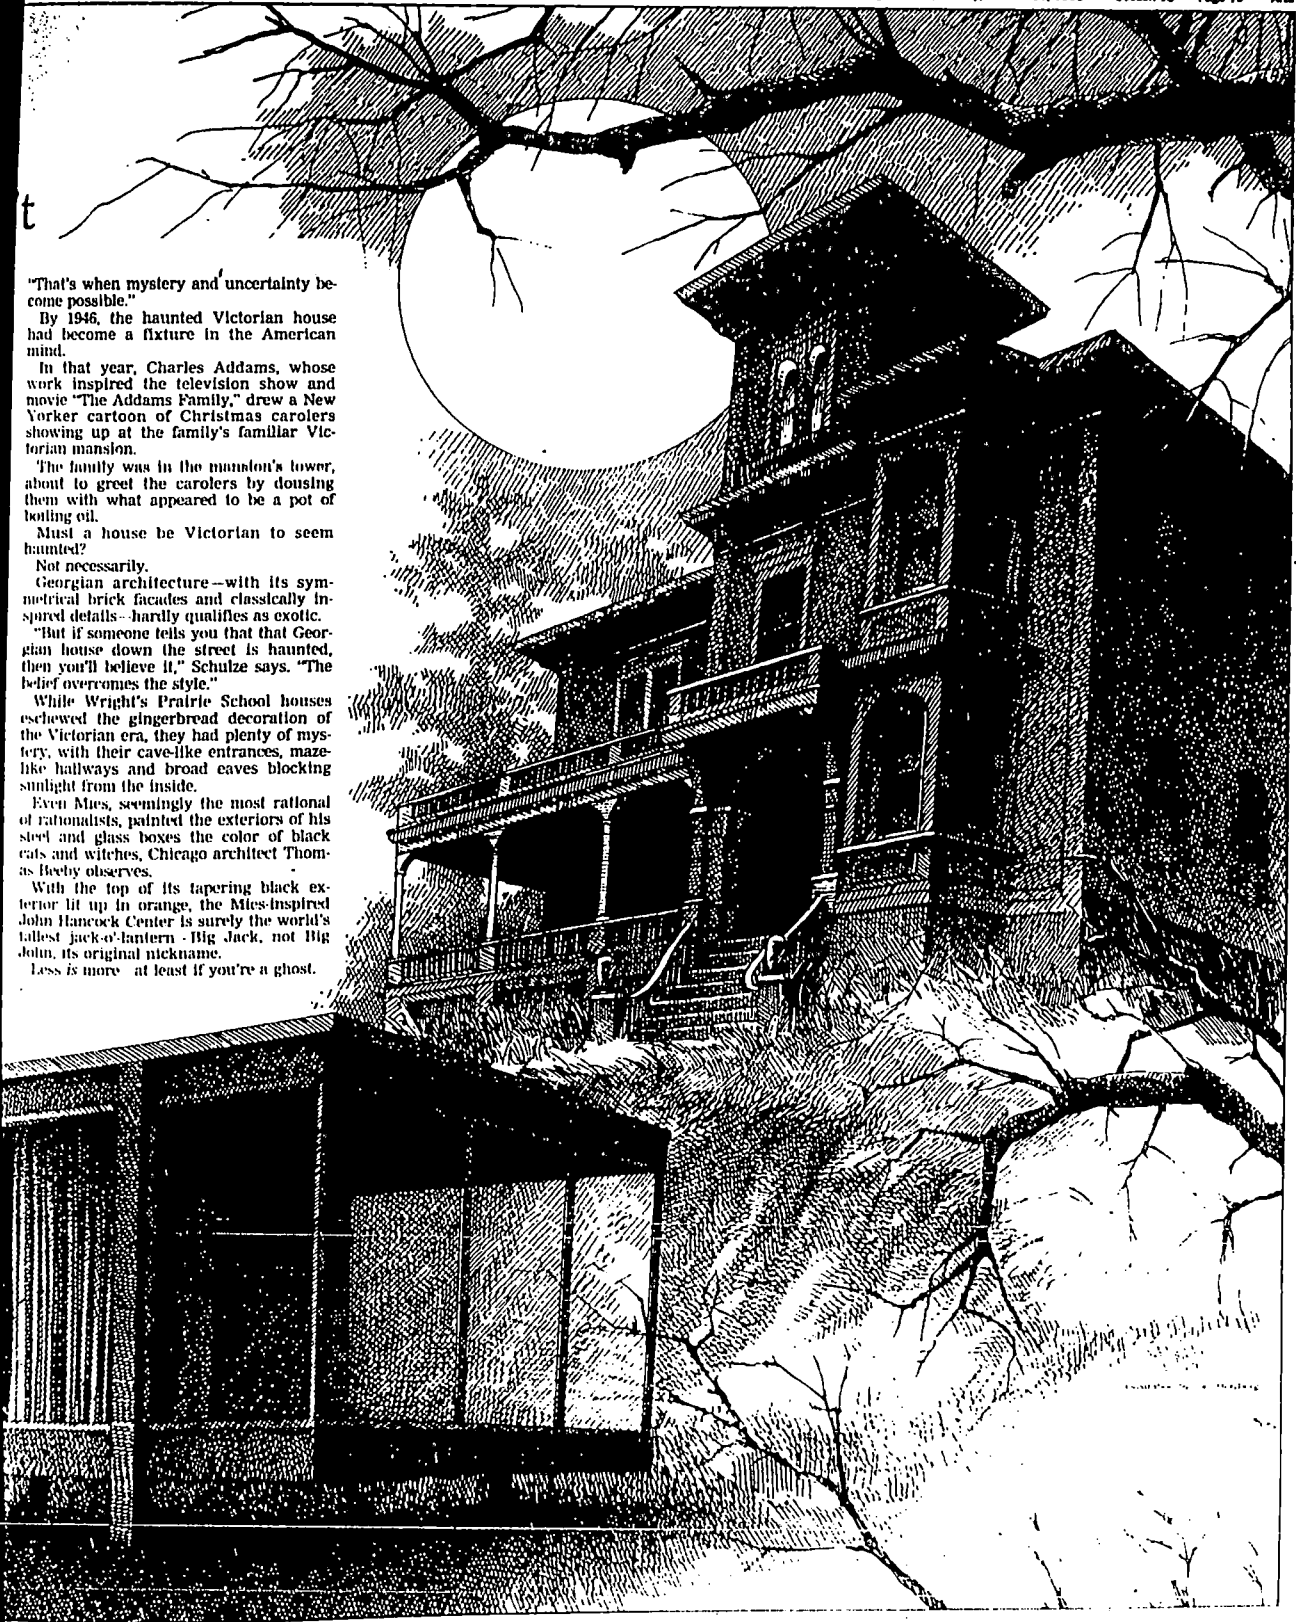 t
"That's when mystery and uncertainty be-
come possible."
By 1946, the haunted Victorian house
had become a fixture in the American
mind.
In that year, Charles Addams, whose
work inspired the television show and
movie "The Addams Family," drew a New
Yorker cartoon of Christmas carolers
showing up at the family's familiar Vic-
torian mansion.
The family was in the mansion's tower,
about to greet the carolers by dousing
them with what appeared to be a pot of
boiling oil.
Must a house be Victorian to seem
haunted?
Not necessarily.
Georgian architecture—with its sym-
metrical brick facades and classically in-
spired details—hardly qualifies as exotic.
"But if someone tells you that that Geor-
gian house down the street is haunted,
then you'll believe it," Schulze says. "The
belief overcomes the style."
While Wright's Prairie School houses
eschewed the gingerbread decoration of
the Victorian era, they had plenty of mys-
tery, with their cave-like entrances, maze-
like hallways and broad eaves blocking
sunlight from the inside.
Even Mies, seemingly the most rational
of rationalists, painted the exteriors of his
steel and glass boxes the color of black
cats and witches, Chicago architect Thom-
as Beeby observes.
With the top of its tapering black ex-
terior lit up in orange, the Mies-inspired
John Hancock Center is surely the world's
tallest jack-o'-lantern - Big Jack, not Big
John, its original nickname.
Less is more at least if you're a ghost.